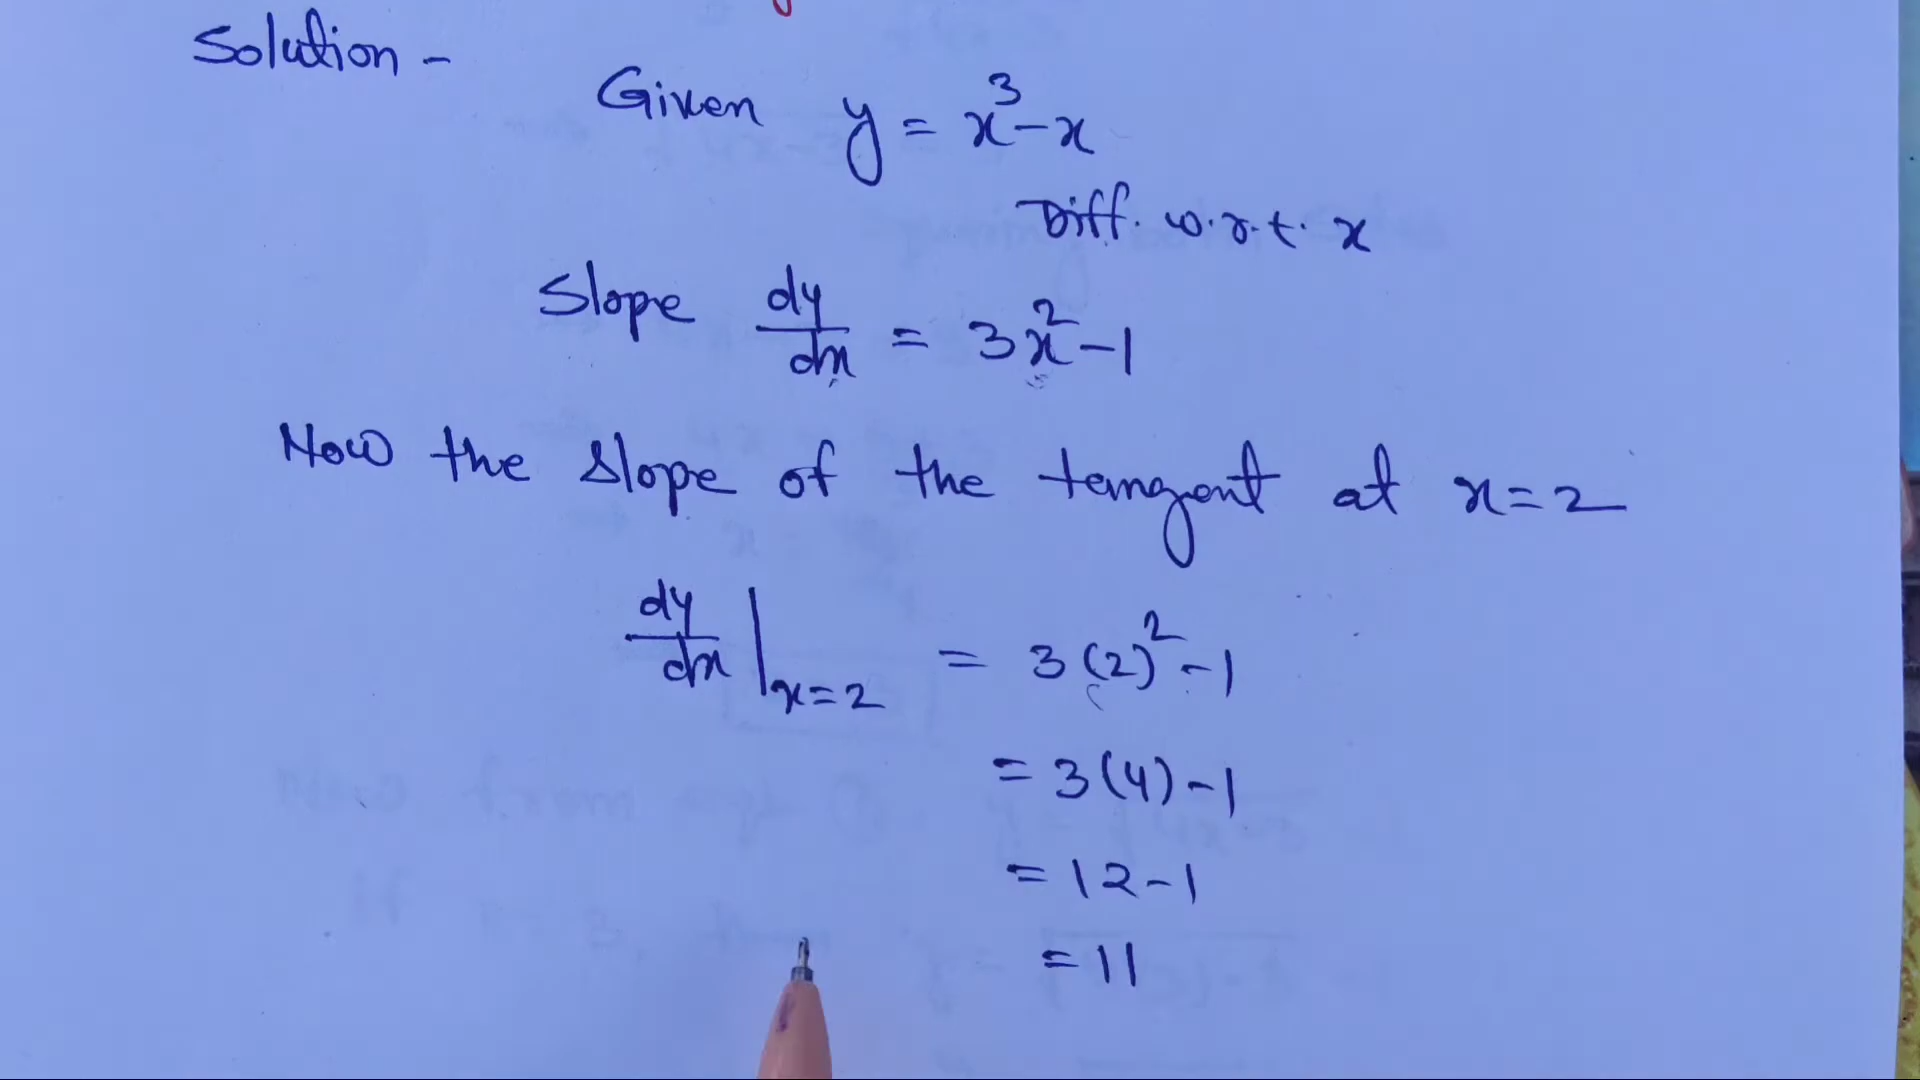 Solution -
Given y = x³ - x
Diff. w.r.t. x
Slope dy/dx = 3x² - 1
Now the slope of the tangent at x = 2
dy/dx |x=2 = 3(2)² - 1
= 3(4) - 1
= 12 - 1
= 11